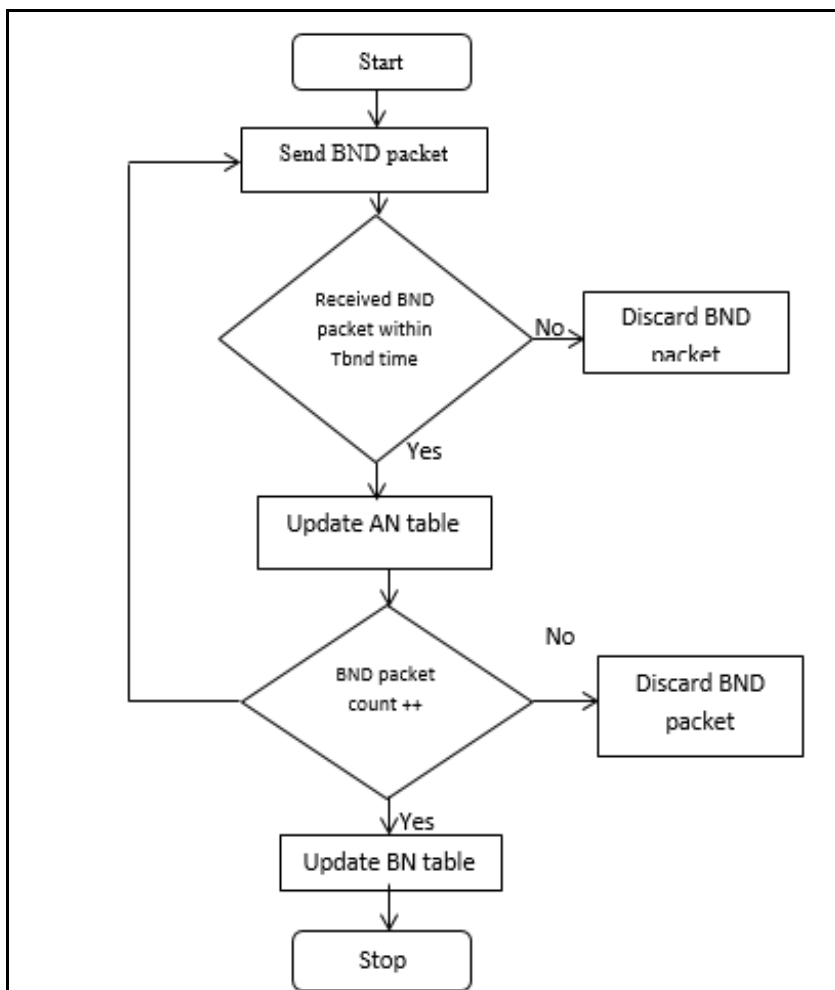 Start
Send BND packet
Received BND
packet within
Tbnd time
No
Discard BND
packet
Yes
Update AN table
BND packet
count ++
No
Discard BND
packet
Yes
Update BN table
Stop